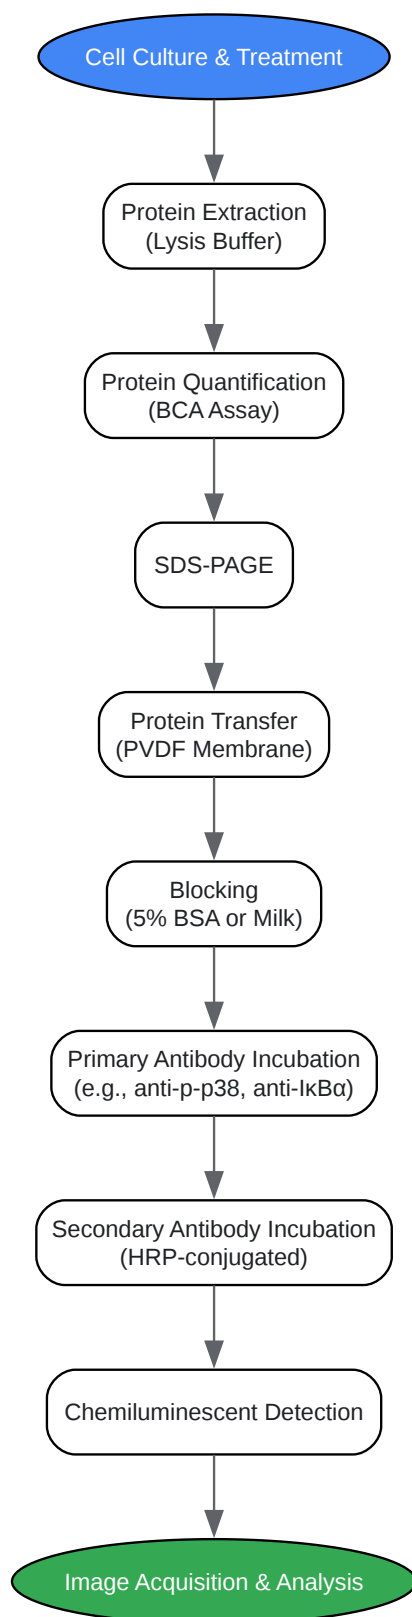 Cell Culture & Treatment
Protein Extraction
(Lysis Buffer)
Protein Quantification
(BCA Assay)
SDS-PAGE
Protein Transfer
(PVDF Membrane)
Blocking
(5% BSA or Milk)
Primary Antibody Incubation
(e.g., anti-p-p38, anti-IκBα)
Secondary Antibody Incubation
(HRP-conjugated)
Chemiluminescent Detection
Image Acquisition & Analysis